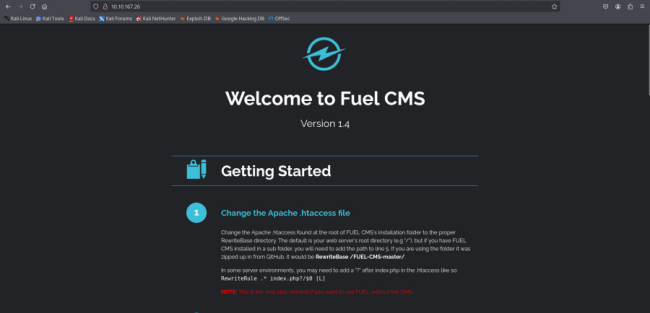 10.10.167.26
Kali Linux Kali Tools Kali Docs Kali Forums Kali NetHunter Exploit-DB Google Hacking DB OffSec
Welcome to Fuel CMS
Version 1.4
Getting Started
1 Change the Apache .htaccess file
Change the Apache .htaccess found at the root of FUEL CMS's installation folder to the proper
RewriteBase directory. The default is your web server's root directory (e.g "/"), but if you have FUEL
CMS installed in a sub folder, you will need to add the path to line 5. If you are using the folder it was
zipped up in from GitHub, it would be RewriteBase /FUEL-CMS-master/.
In some server environments, you may need to add a "?" after index.php in the .htaccess like so:
RewriteRule .* index.php?/$0 [L]
NOTE: This is the only step needed if you want to use FUEL without the CMS.